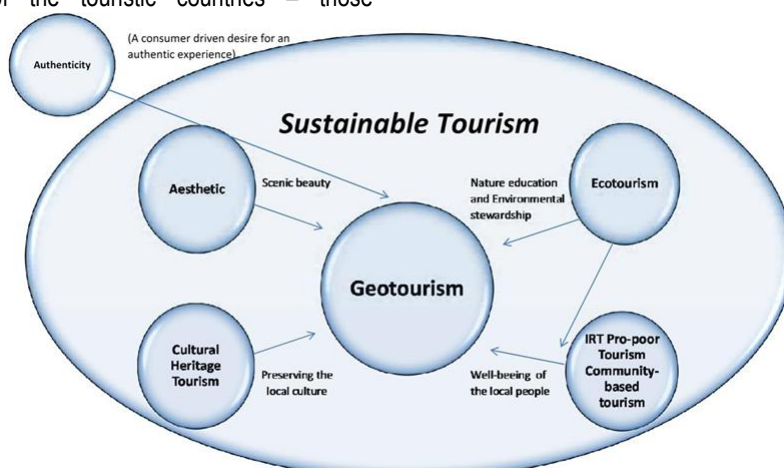 of the touristic countries – those
(A consumer driven desire for an
authentic experience)
Authenticity
Sustainable Tourism
Aesthetic
Scenic beauty
Nature education
and Environmental
stewardship
Ecotourism
Geotourism
Cultural
Heritage
Tourism
Preserving the
local culture
Well-beeing of
the local people
IRT Pro-poor
Tourism
Community-
based
tourism